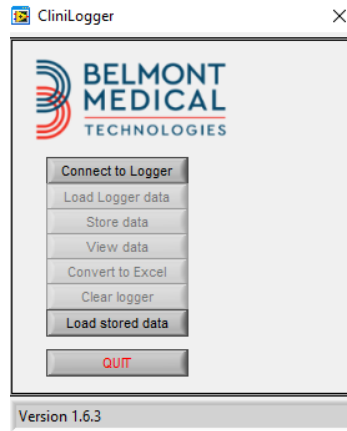 CliniLogger
BELMONT
MEDICAL
TECHNOLOGIES
Connect to Logger
Load Logger data
Store data
View data
Convert to Excel
Clear logger
Load stored data
QUIT
Version 1.6.3